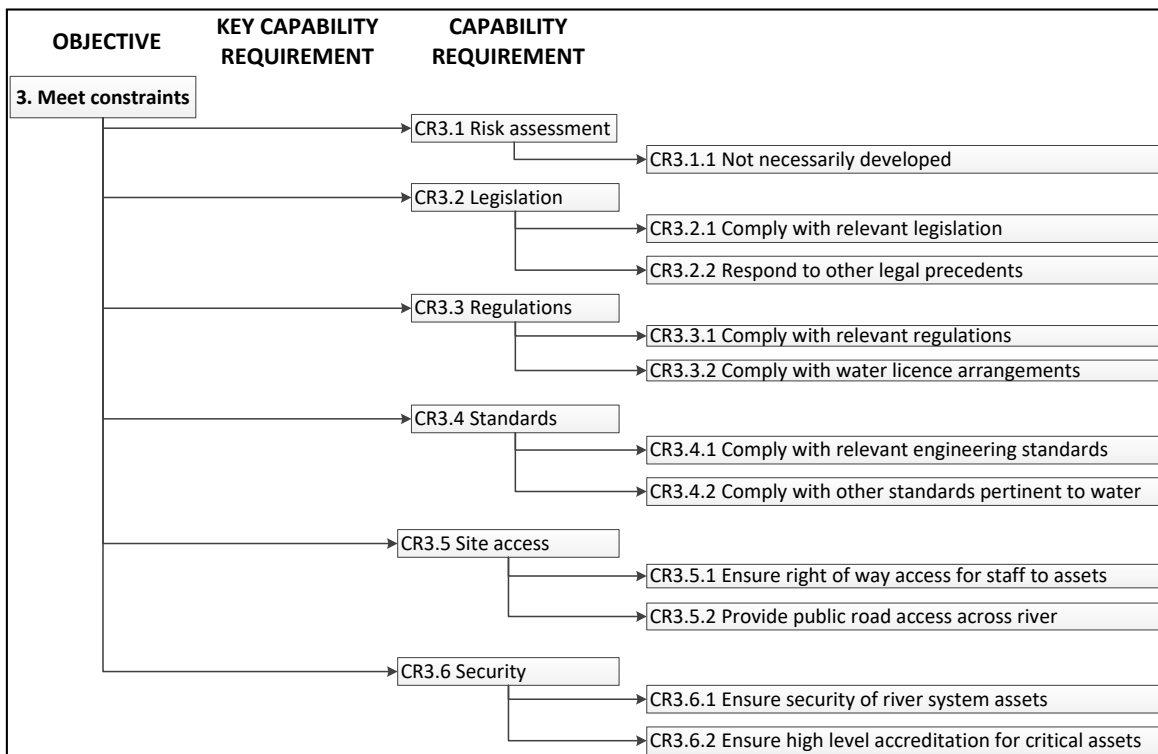 OBJECTIVE
KEY CAPABILITY
REQUIREMENT
CAPABILITY
REQUIREMENT
3. Meet constraints
CR3.1 Risk assessment
CR3.1.1 Not necessarily developed
CR3.2 Legislation
CR3.2.1 Comply with relevant legislation
CR3.2.2 Respond to other legal precedents
CR3.3 Regulations
CR3.3.1 Comply with relevant regulations
CR3.3.2 Comply with water licence arrangements
CR3.4 Standards
CR3.4.1 Comply with relevant engineering standards
CR3.4.2 Comply with other standards pertinent to water
CR3.5 Site access
CR3.5.1 Ensure right of way access for staff to assets
CR3.5.2 Provide public road access across river
CR3.6 Security
CR3.6.1 Ensure security of river system assets
CR3.6.2 Ensure high level accreditation for critical assets